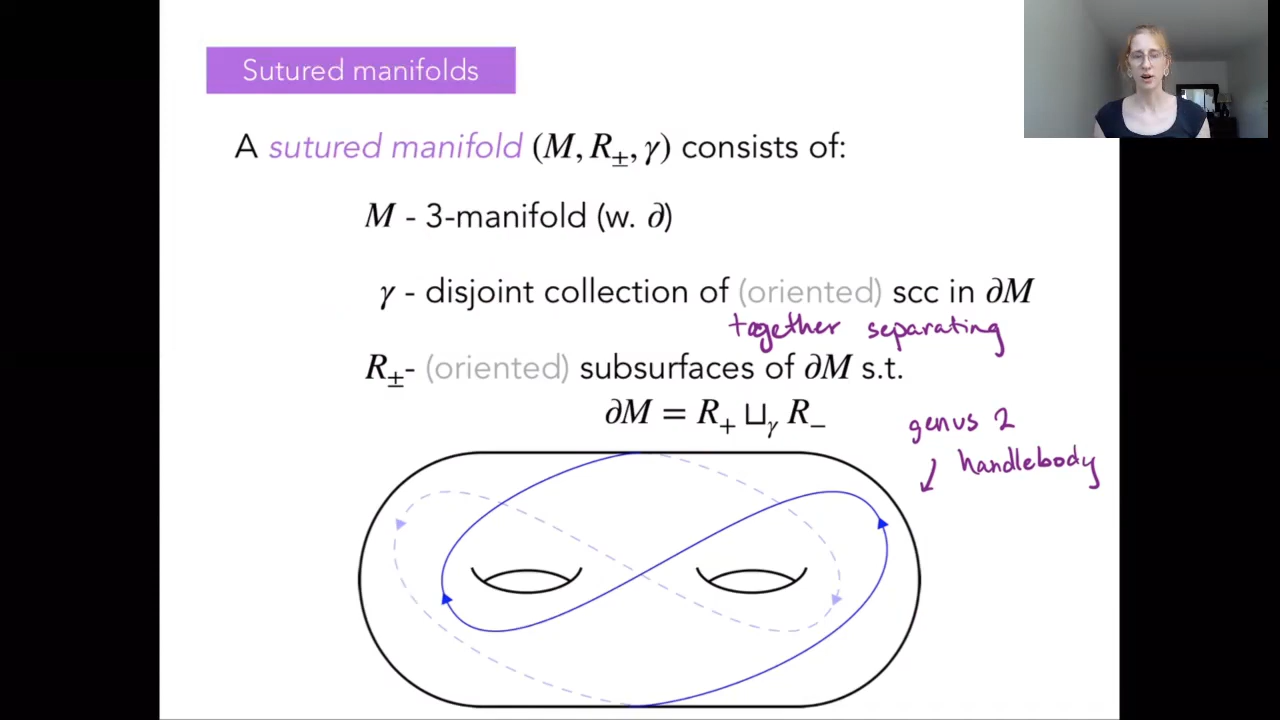 Sutured manifolds
A sutured manifold (M, R±, γ) consists of:
M - 3-manifold (w. ∂)
γ - disjoint collection of (oriented) scc in ∂M
together separating
R±- (oriented) subsurfaces of ∂M s.t.
∂M = R₊ ⊔ᵧ R₋
genus 2
handlebody